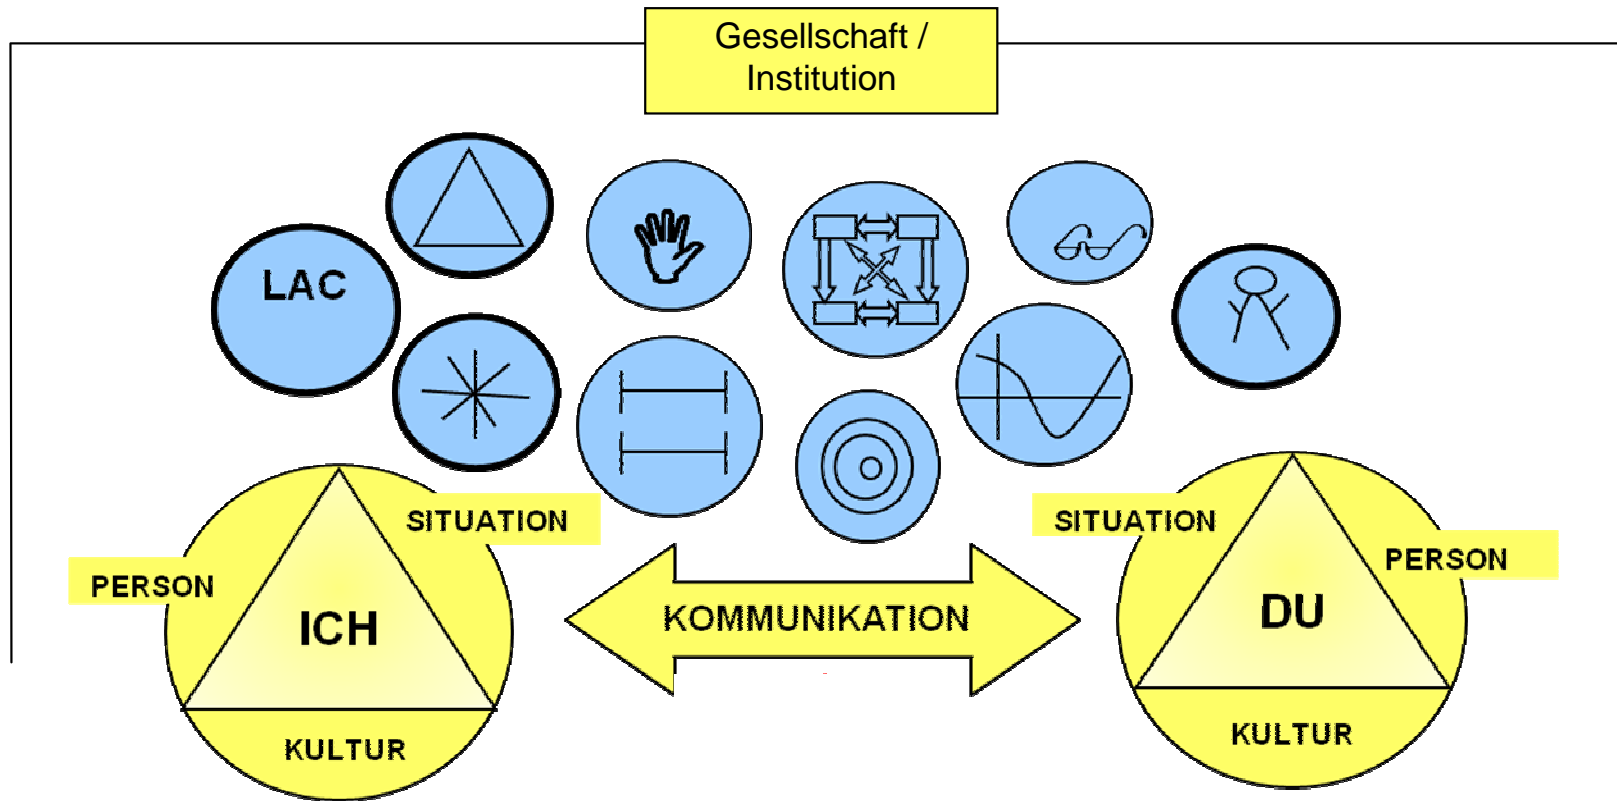 Gesellschaft /
Institution
LAC
SITUATION
PERSON
ICH
KULTUR
KOMMUNIKATION
SITUATION
PERSON
DU
KULTUR